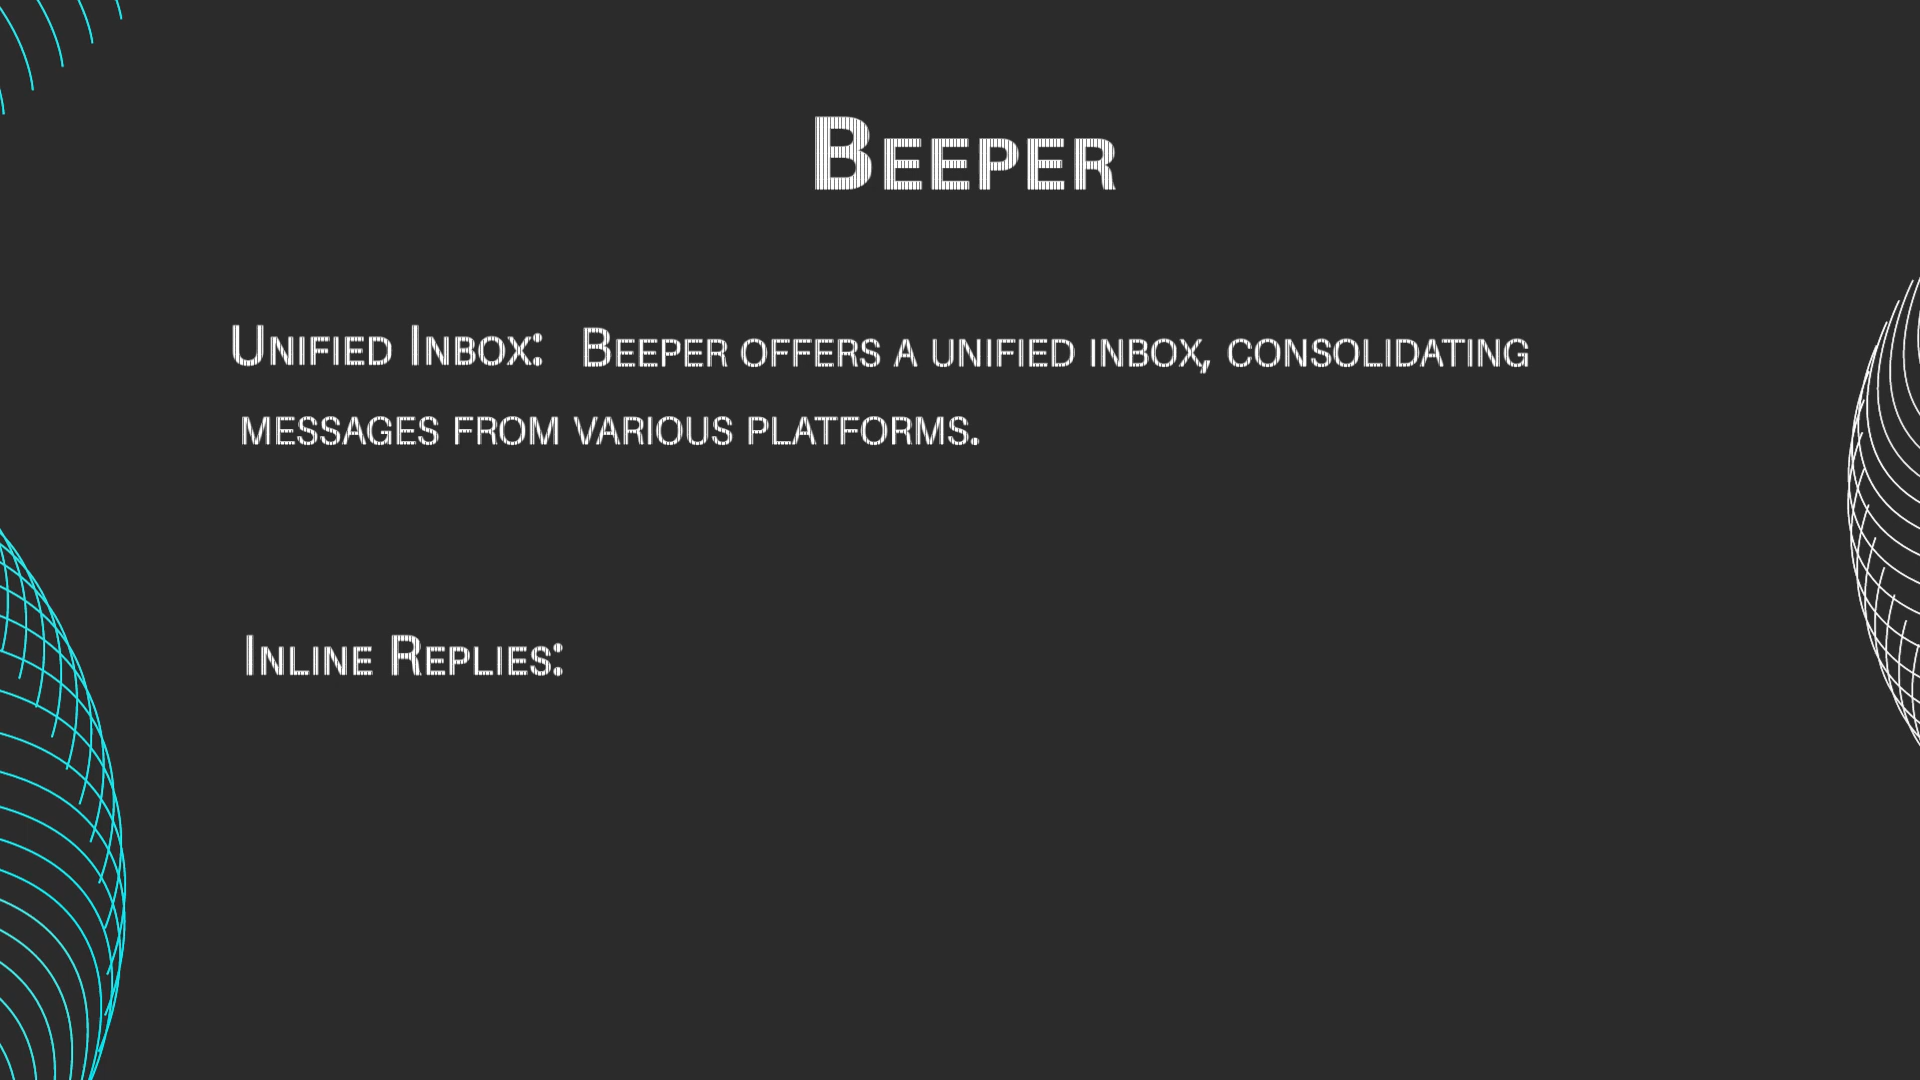 Beeper
Unified Inbox: Beeper offers a unified inbox, consolidating
messages from various platforms.
Inline Replies: